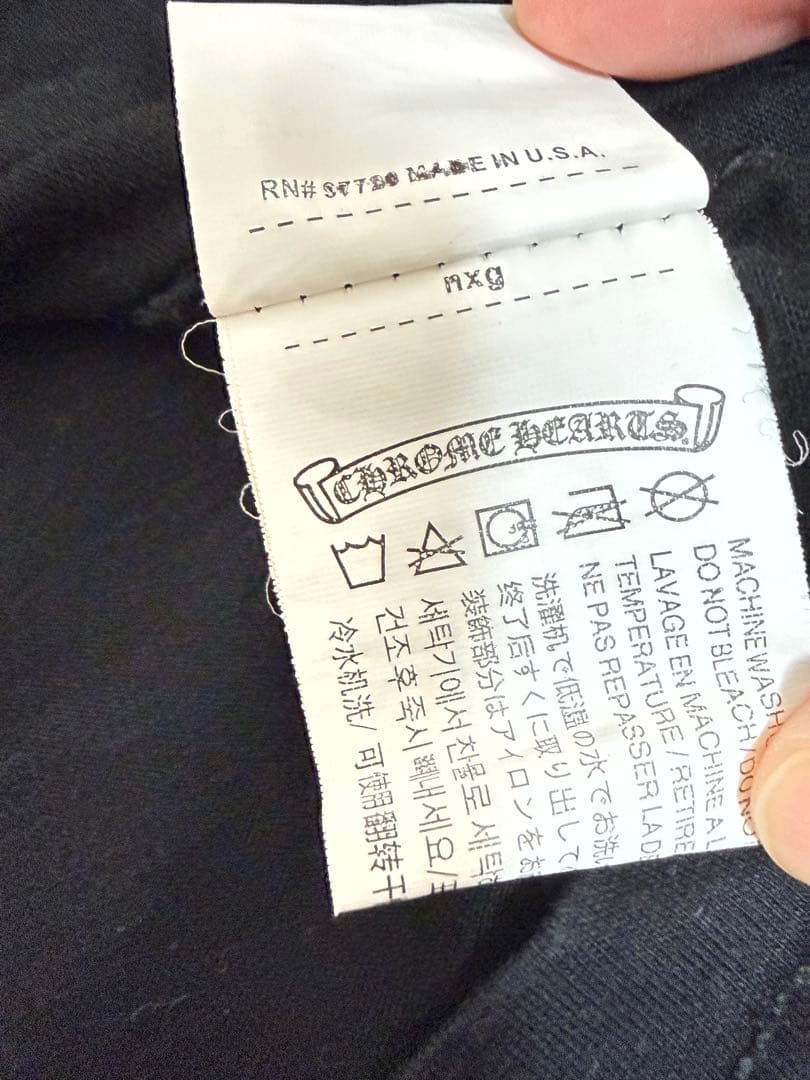 MADE IN U.S.A.
CHROME HEARTS
MACHINE WASH
DO NOT BLEACH / DO NO
LAVAGE EN MACHINE A L
TEMPERATURE / RETIRE
NE PAS REPASSER LA D
洗濯机で低温の水でお洗
終了后すぐに取り出して
装飾部分はアイロンをお
세탁기에서 찬물로 세탁
건조 후 즉시 빼내세요/
冷水机洗/ 可使用翻转干